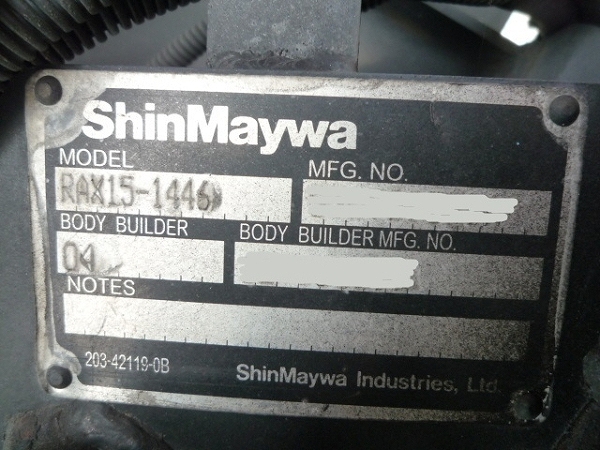 ShinMaywa
MODEL MFG. NO.
RAX15-1446
BODY BUILDER BODY BUILDER MFG. NO.
04
NOTES
203-42119-0B ShinMaywa Industries, Ltd.